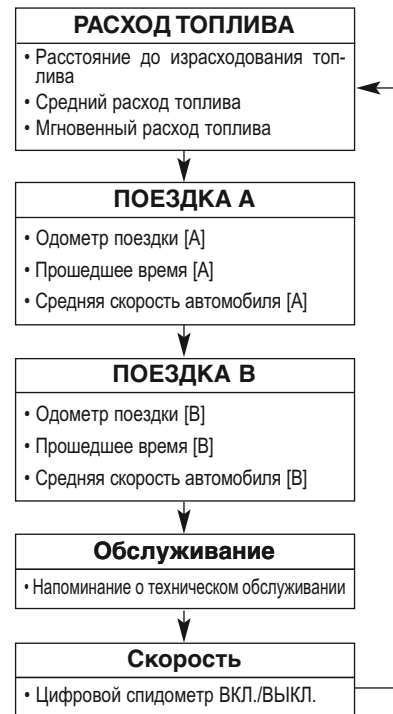 РАСХОД ТОПЛИВА
• Расстояние до израсходования топ-
лива
• Средний расход топлива
• Мгновенный расход топлива
ПОЕЗДКА A
• Одометр поездки [A]
• Прошедшее время [A]
• Средняя скорость автомобиля [A]
ПОЕЗДКА B
• Одометр поездки [B]
• Прошедшее время [B]
• Средняя скорость автомобиля [B]
Обслуживание
• Напоминание о техническом обслуживании
Скорость
• Цифровой спидометр ВКЛ./ВЫКЛ.